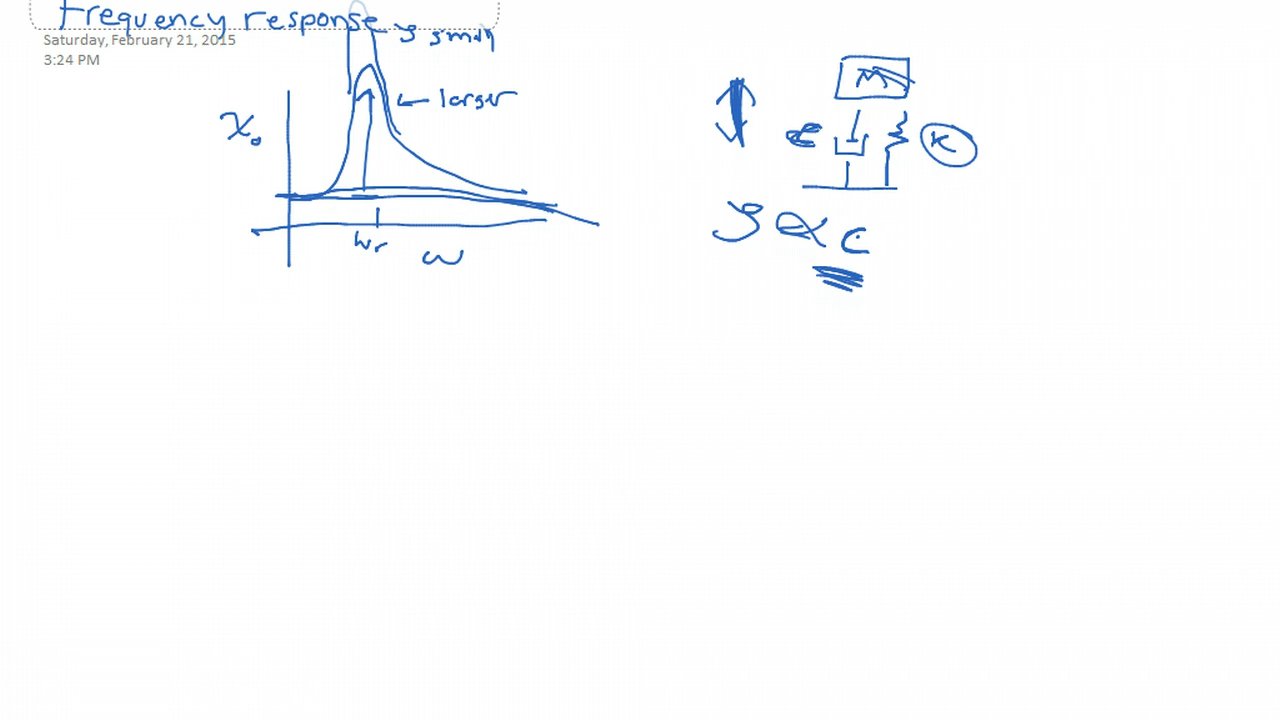 Frequency response
Saturday, February 21, 2015
3:24 PM
ζ small
larger
X₀
ωr
ω
M
c
K
ζ ∝ c